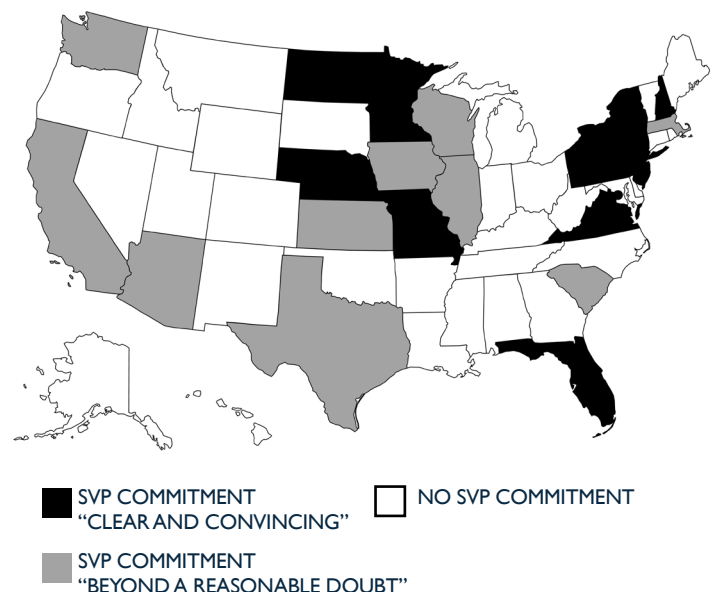 SVP COMMITMENT
“CLEAR AND CONVINCING”
NO SVP COMMITMENT
SVP COMMITMENT
“BEYOND A REASONABLE DOUBT”